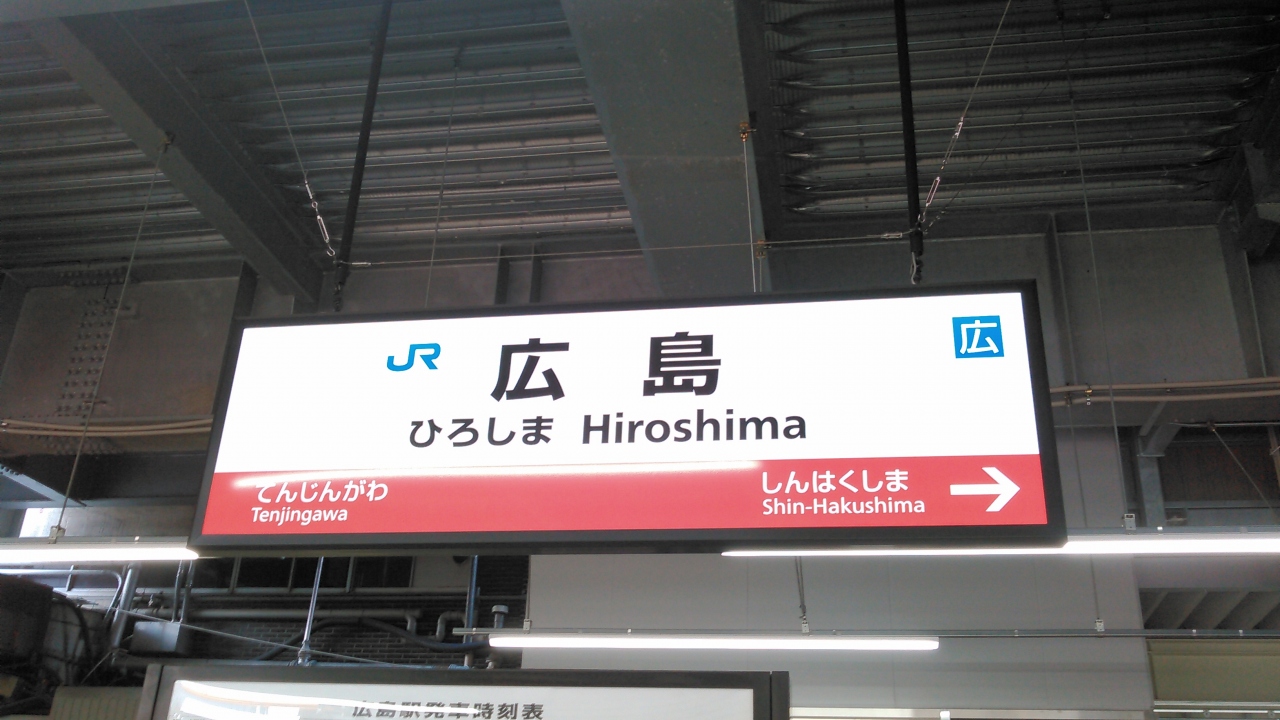 JR 広島 広
ひろしま Hiroshima
てんじんがわ しんはくしま
Tenjingawa Shin-Hakushima
広島駅発車時刻表